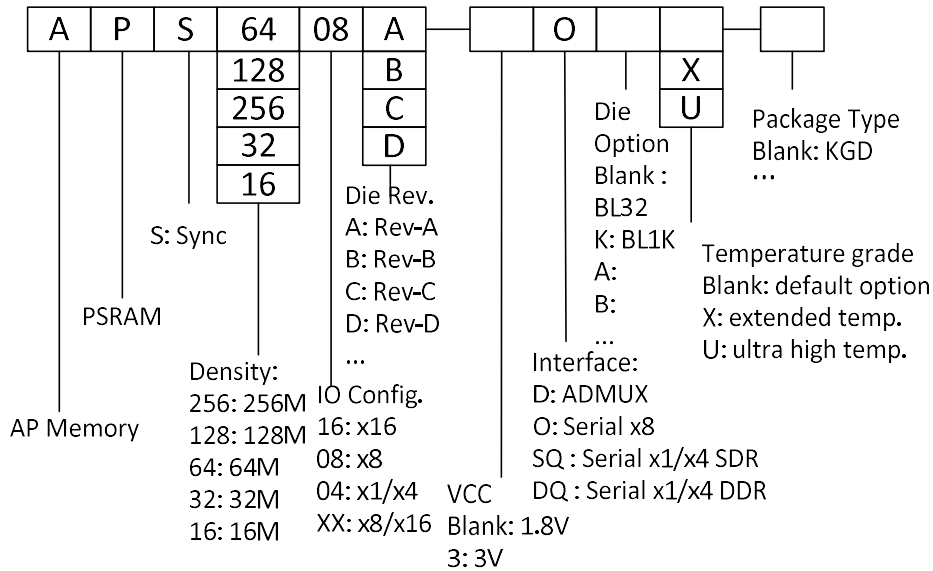 A P S 64 08 A O
128 B X
256 C U
32 D
16
Die
Option
Blank :
BL32
K: BL1K
A:
B:
...
Package Type
Blank: KGD
...
Die Rev.
A: Rev-A
B: Rev-B
C: Rev-C
D: Rev-D
...
S: Sync
Temperature grade
Blank: default option
X: extended temp.
U: ultra high temp.
PSRAM
AP Memory
Density:
256: 256M
128: 128M
64: 64M
32: 32M
16: 16M
IO Config.
16: x16
08: x8
04: x1/x4
XX: x8/x16
Interface:
D: ADMUX
O: Serial x8
SQ : Serial x1/x4 SDR
DQ : Serial x1/x4 DDR
VCC
Blank: 1.8V
3: 3V